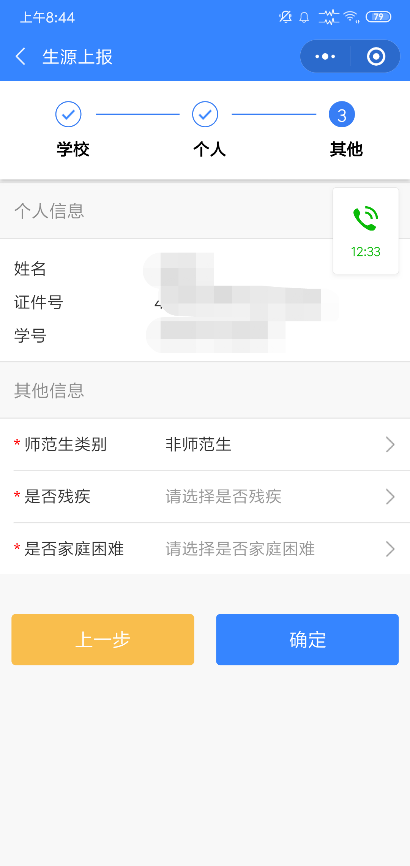 上午8:44
79
生源上报
3
学校 个人 其他
个人信息
12:33
姓名
证件号
学号
其他信息
*师范生类别 非师范生
*是否残疾 请选择是否残疾
*是否家庭困难 请选择是否家庭困难
上一步 确定